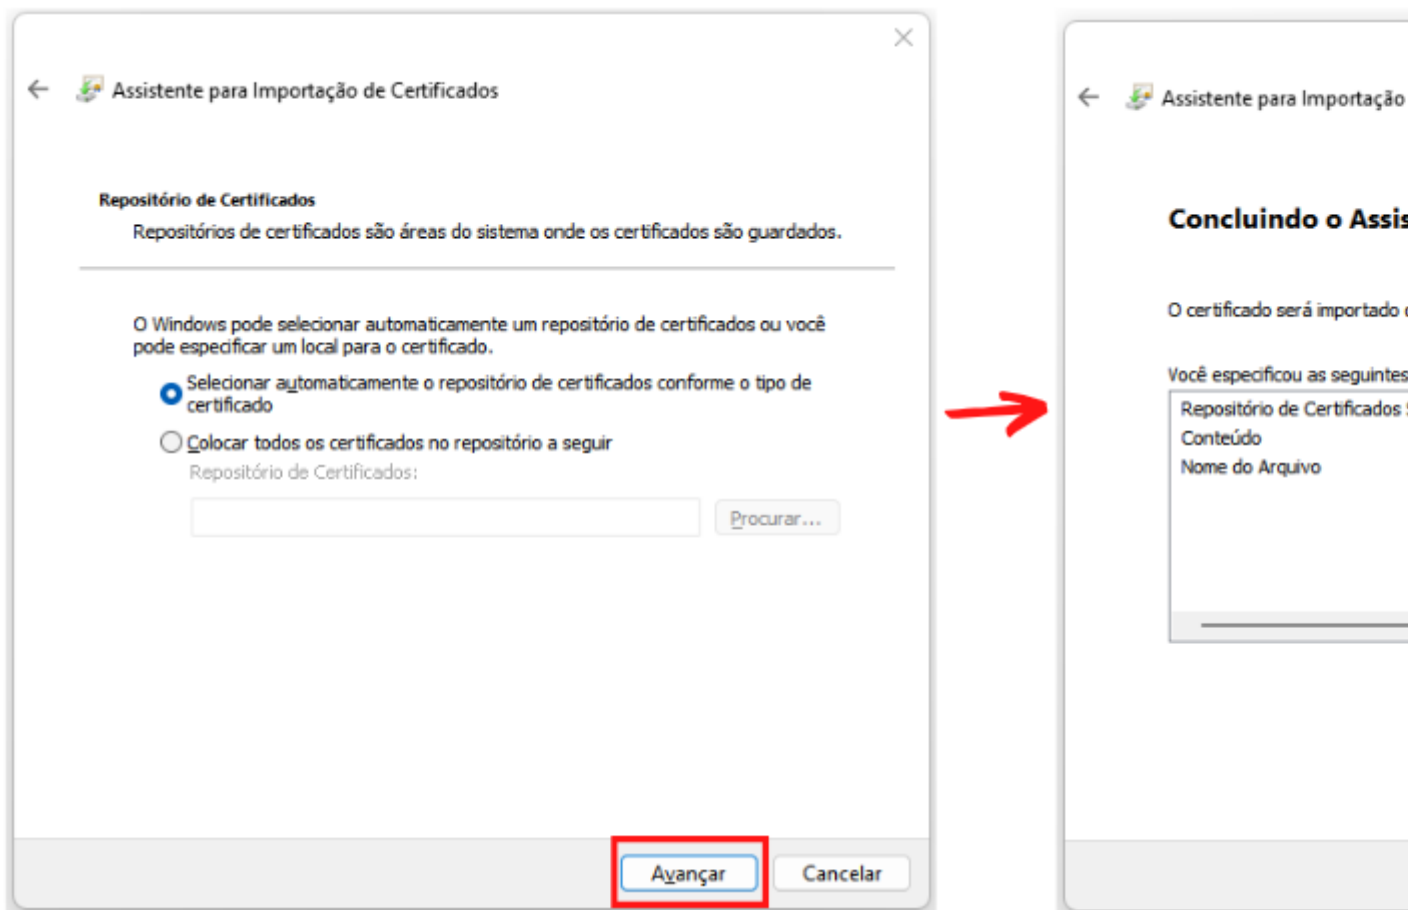 Assistente para Importação de Certificados
Repositório de Certificados
Repositórios de certificados são áreas do sistema onde os certificados são guardados.
O Windows pode selecionar automaticamente um repositório de certificados ou você
pode especificar um local para o certificado.
Selecionar automaticamente o repositório de certificados conforme o tipo de
certificado
Colocar todos os certificados no repositório a seguir
Repositório de Certificados:
Procurar...
Avançar
Cancelar
Assistente para Importação
Concluindo o Assis
O certificado será importado
Você especificou as seguintes
Repositório de Certificados
Conteúdo
Nome do Arquivo